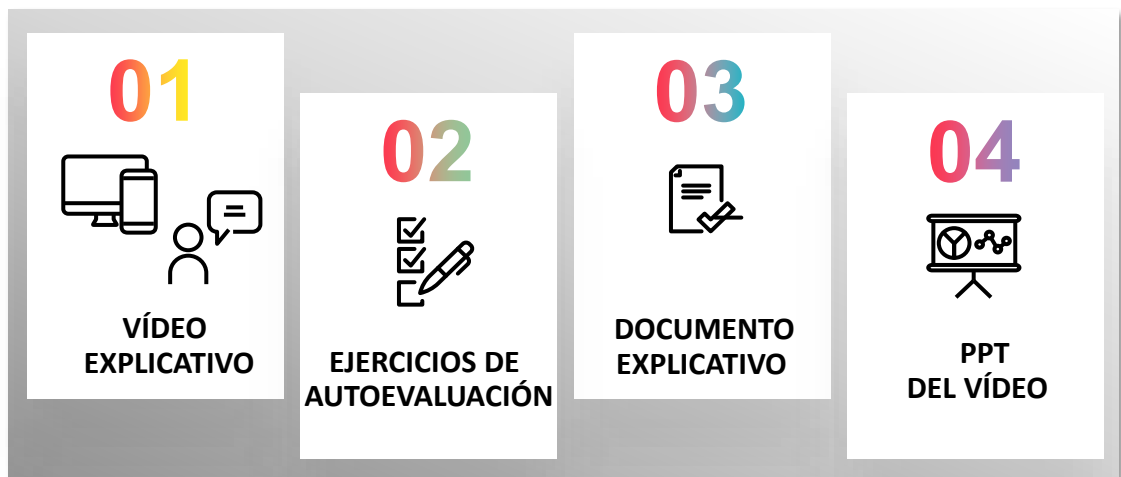 01
VÍDEO
EXPLICATIVO
02
EJERCICIOS DE
AUTOEVALUACIÓN
03
DOCUMENTO
EXPLICATIVO
04
PPT
DEL VÍDEO